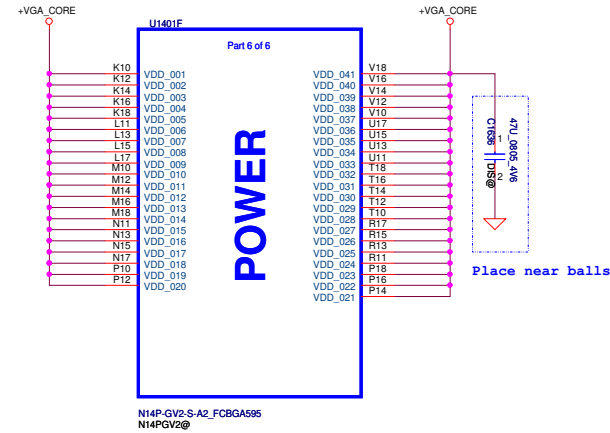 +VGA_CORE
+VGA_CORE
U1401F
Part 6 of 6
K10 VDD_001
K12 VDD_002
K14 VDD_003
K16 VDD_004
K18 VDD_005
L11 VDD_006
L13 VDD_007
L15 VDD_008
L17 VDD_009
M10 VDD_010
M12 VDD_011
M14 VDD_012
M16 VDD_013
M18 VDD_014
N11 VDD_015
N13 VDD_016
N15 VDD_017
N17 VDD_018
P10 VDD_019
P12 VDD_020
POWER
VDD_041 V18
VDD_040 V16
VDD_039 V14
VDD_038 V12
VDD_037 V10
VDD_036 U17
VDD_035 U15
VDD_034 U13
VDD_033 U11
VDD_032 T18
VDD_031 T16
VDD_030 T14
VDD_029 T12
VDD_028 T10
VDD_027 R17
VDD_026 R15
VDD_025 R13
VDD_024 R11
VDD_023 P18
VDD_022 P16
VDD_021 P14
47U_0805_4V6
C1636
DIS@
1
2
Place near balls
N14P-GV2-S-A2_FCBGA595
N14PGV2@